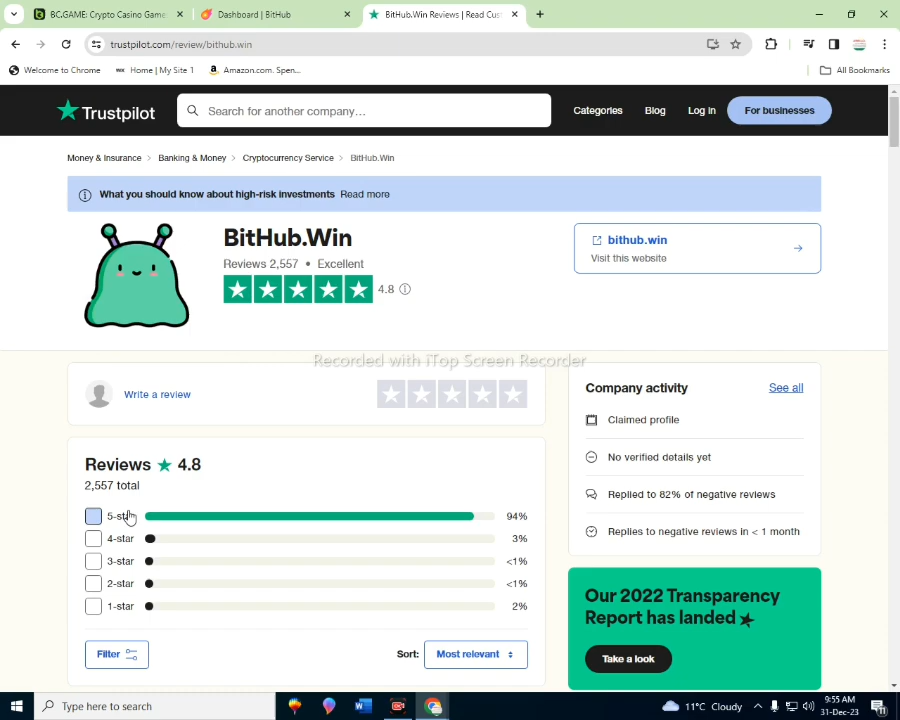 BC.GAME: Crypto Casino Game
Dashboard | BitHub
BitHub.Win Reviews | Read Cus
trustpilot.com/review/bithub.win
Welcome to Chrome
Home | My Site 1
Amazon.com. Spen...
All Bookmarks
Trustpilot
Search for another company...
Categories
Blog
Log in
For businesses
Money & Insurance
Banking & Money
Cryptocurrency Service
BitHub.Win
What you should know about high-risk investments Read more
BitHub.Win
Reviews 2,557 • Excellent
4.8
bithub.win
Visit this website
Recorded with iTop Screen Recorder
Write a review
Company activity
See all
Claimed profile
No verified details yet
Replied to 82% of negative reviews
Replies to negative reviews in < 1 month
Reviews ★ 4.8
2,557 total
94%
4-star 3%
3-star <1%
2-star <1%
1-star 2%
Filter
Sort:
Most relevant
Our 2022 Transparency
Report has landed
Take a look
Type here to search
11°C Cloudy
9:55 AM
31-Dec-23